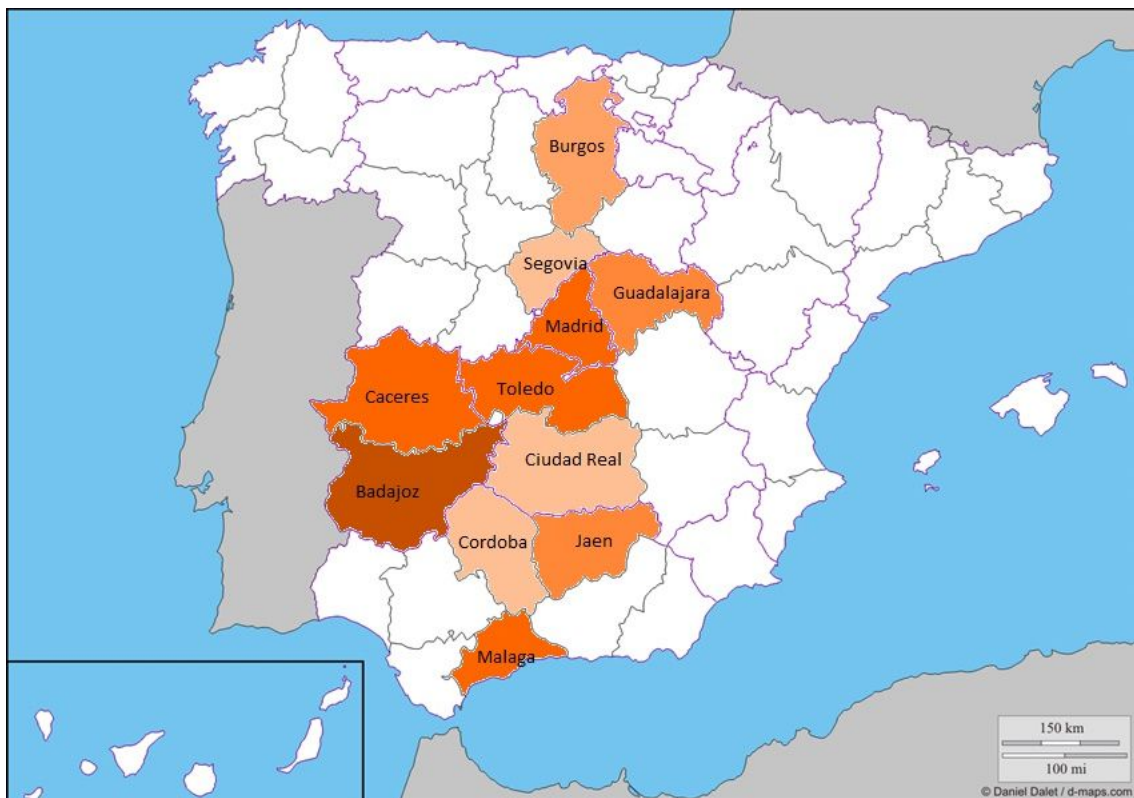 Burgos
Segovia
Guadalajara
Madrid
Toledo
Caceres
Ciudad Real
Badajoz
Cordoba
Jaen
Malaga
150 km
100 mi
© Daniel Dalet / d-maps.com